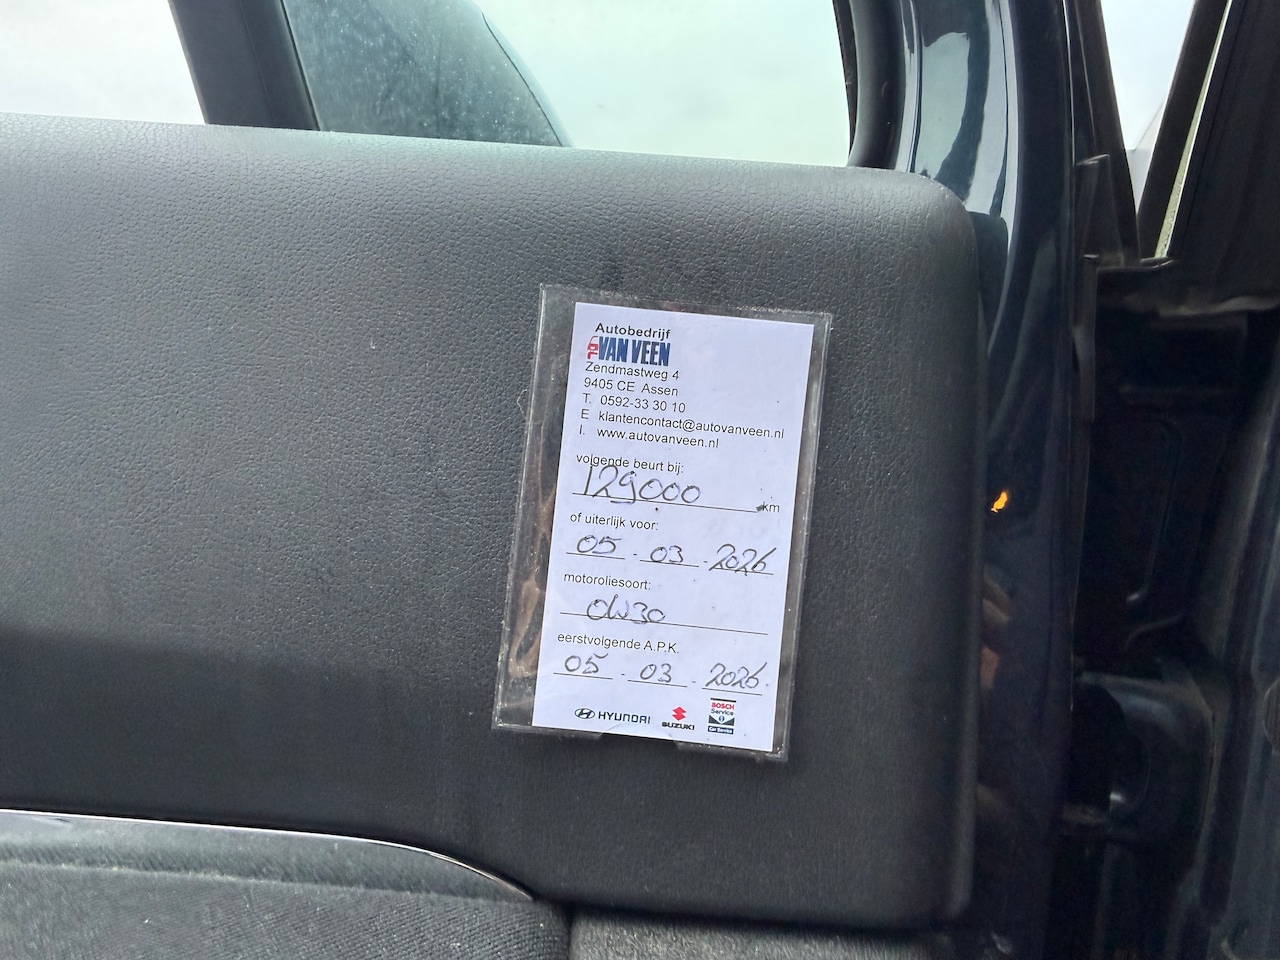 Autobedrijf
VAN VEEN
Zendmastweg 4
9405 CE Assen
T. 0592-33 30 10
E klantencontact@autovanveen.nl
I. www.autovanveen.nl
volgende beurt bij:
129000 km
of uiterlijk voor:
05 - 03 - 2026
motoroliesoort:
0W30
eerstvolgende A.P.K.
05 - 03 - 2026
HYUNDAI SUZUKI BOSCH
Service
Car Service